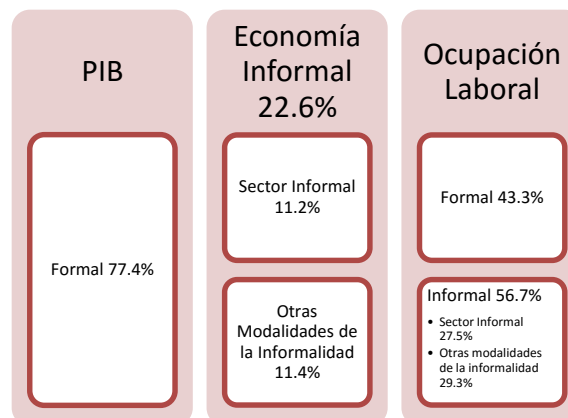 PIB
Formal 77.4%
Economía
Informal
22.6%
Sector Informal
11.2%
Otras
Modalidades de
la Informalidad
11.4%
Ocupación
Laboral
Formal 43.3%
Informal 56.7%
• Sector Informal
27.5%
• Otras modalidades
de la informalidad
29.3%